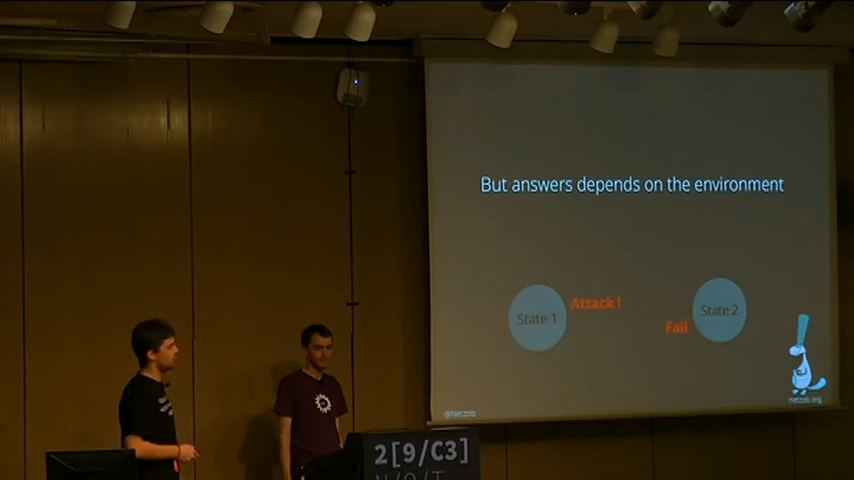 But answers depends on the environment
State 1
Attack !
State 2
Fail
@Netzob
netzob.org
2[9/C3]
N/O/T